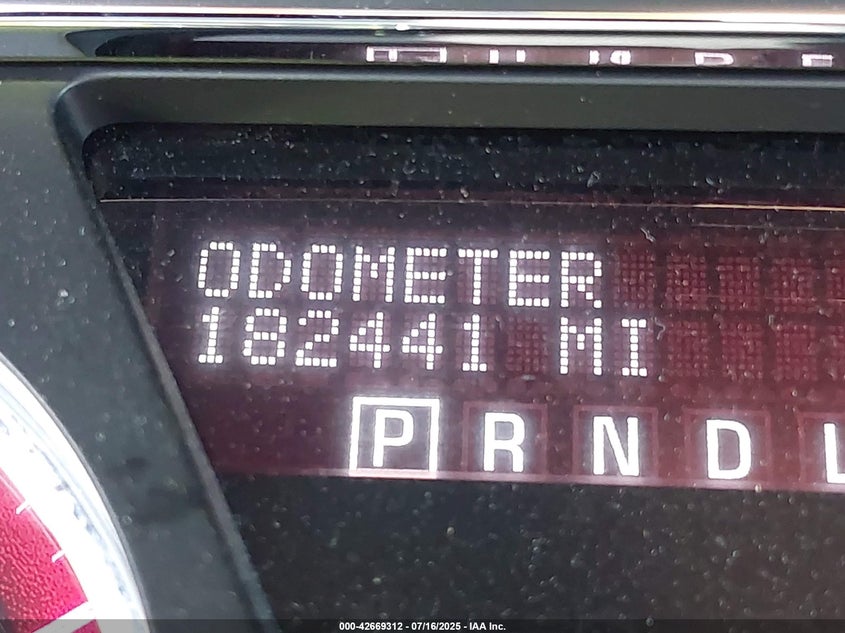 ODOMETER
182441 MI
P R N D L
000-42669312 - 07/16/2025 - IAA Inc.